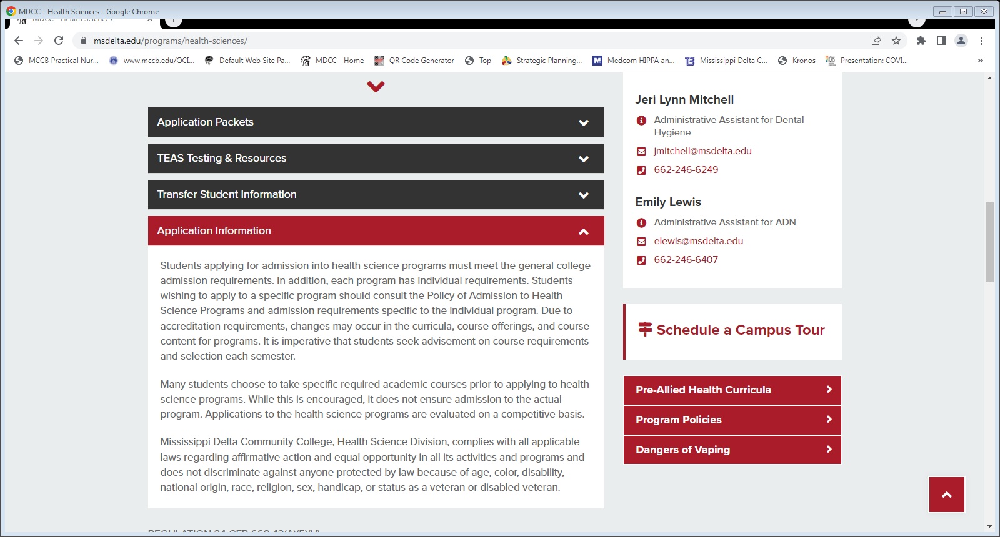 MDCC - Health Sciences - Google Chrome
MDCC - Health Sciences
msdelta.edu/programs/health-sciences/
MCCB Practical Nur...
www.mccb.edu/OCI...
Default Web Site Pa...
MDCC - Home
QR Code Generator
Top
Strategic Planning...
Medcom HIPPA an...
Mississippi Delta C...
Kronos
Presentation: COVI...
Application Packets
TEAS Testing & Resources
Transfer Student Information
Application Information
Students applying for admission into health science programs must meet the general college
admission requirements. In addition, each program has individual requirements. Students
wishing to apply to a specific program should consult the Policy of Admission to Health
Science Programs and admission requirements specific to the individual program. Due to
accreditation requirements, changes may occur in the curricula, course offerings, and course
content for programs. It is imperative that students seek advisement on course requirements
and selection each semester.
Many students choose to take specific required academic courses prior to applying to health
science programs. While this is encouraged, it does not ensure admission to the actual
program. Applications to the health science programs are evaluated on a competitive basis.
Mississippi Delta Community College, Health Science Division, complies with all applicable
laws regarding affirmative action and equal opportunity in all its activities and programs and
does not discriminate against anyone protected by law because of age, color, disability,
national origin, race, religion, sex, handicap, or status as a veteran or disabled veteran.
Jeri Lynn Mitchell
Administrative Assistant for Dental
Hygiene
jmitchell@msdelta.edu
662-246-6249
Emily Lewis
Administrative Assistant for ADN
elewis@msdelta.edu
662-246-6407
Schedule a Campus Tour
Pre-Allied Health Curricula
Program Policies
Dangers of Vaping